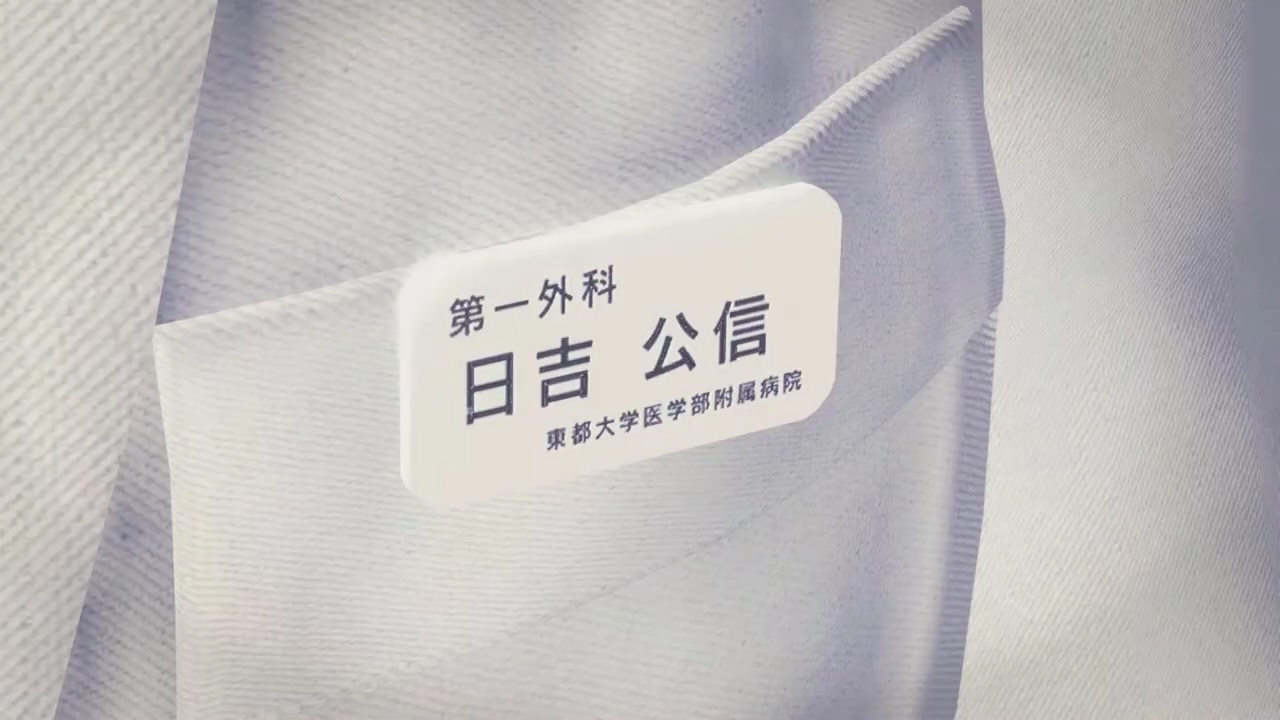 第一外科
日吉 公信
東都大学医学部附属病院